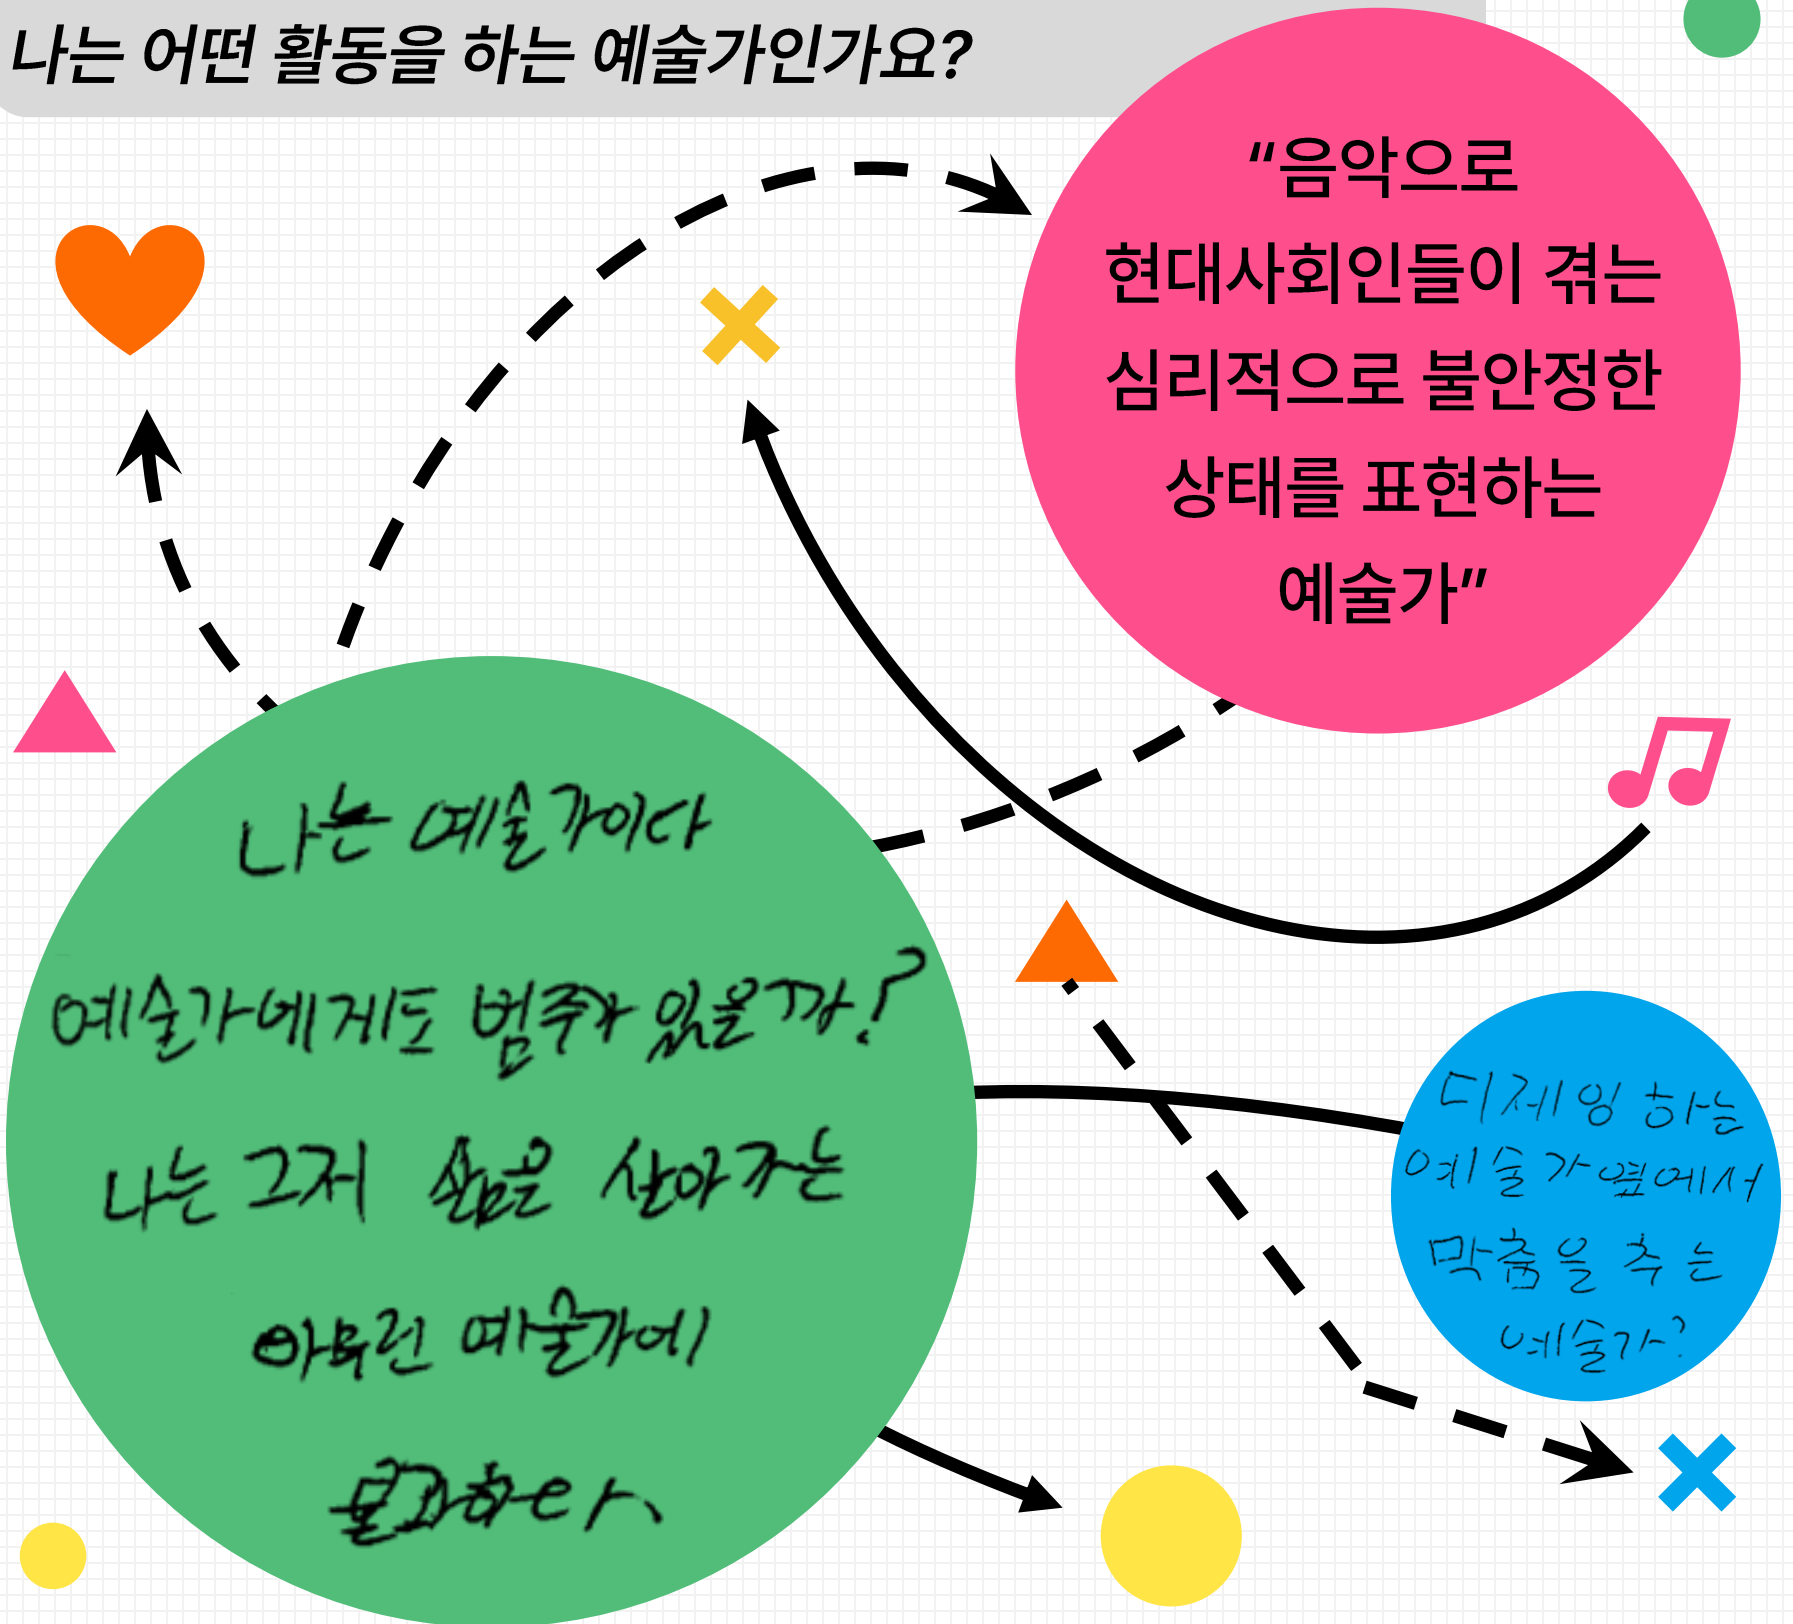 나는 어떤 활동을 하는 예술가인가요?
“음악으로
현대사회인들이 겪는
심리적으로 불안정한
상태를 표현하는
예술가”
나는 예술가이다
예술가에게도 범주가 있을까?
나는 그저 삶을 살아가는
아무런 예술가에
불과하다.
디제잉 하는
예술가 옆에서
막춤을 추는
예술가?